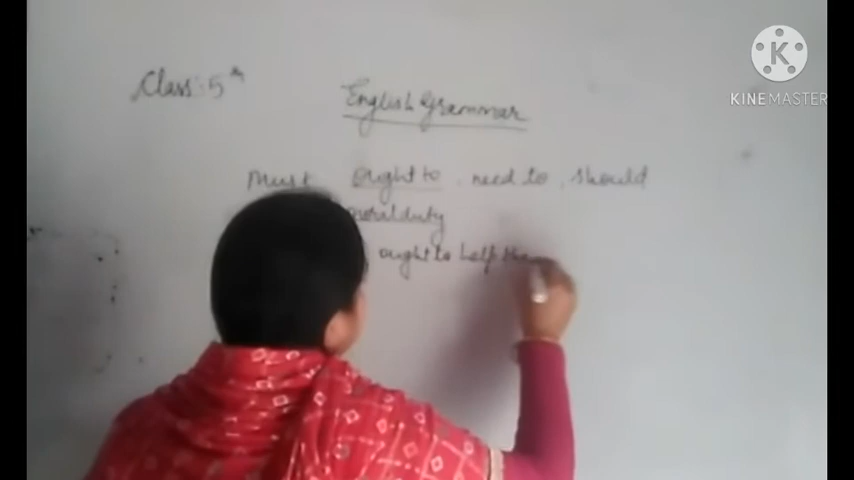 Class: 5th
English Grammar
Must ought to, need to, should
moral duty
ought to help the
K
KINEMASTER